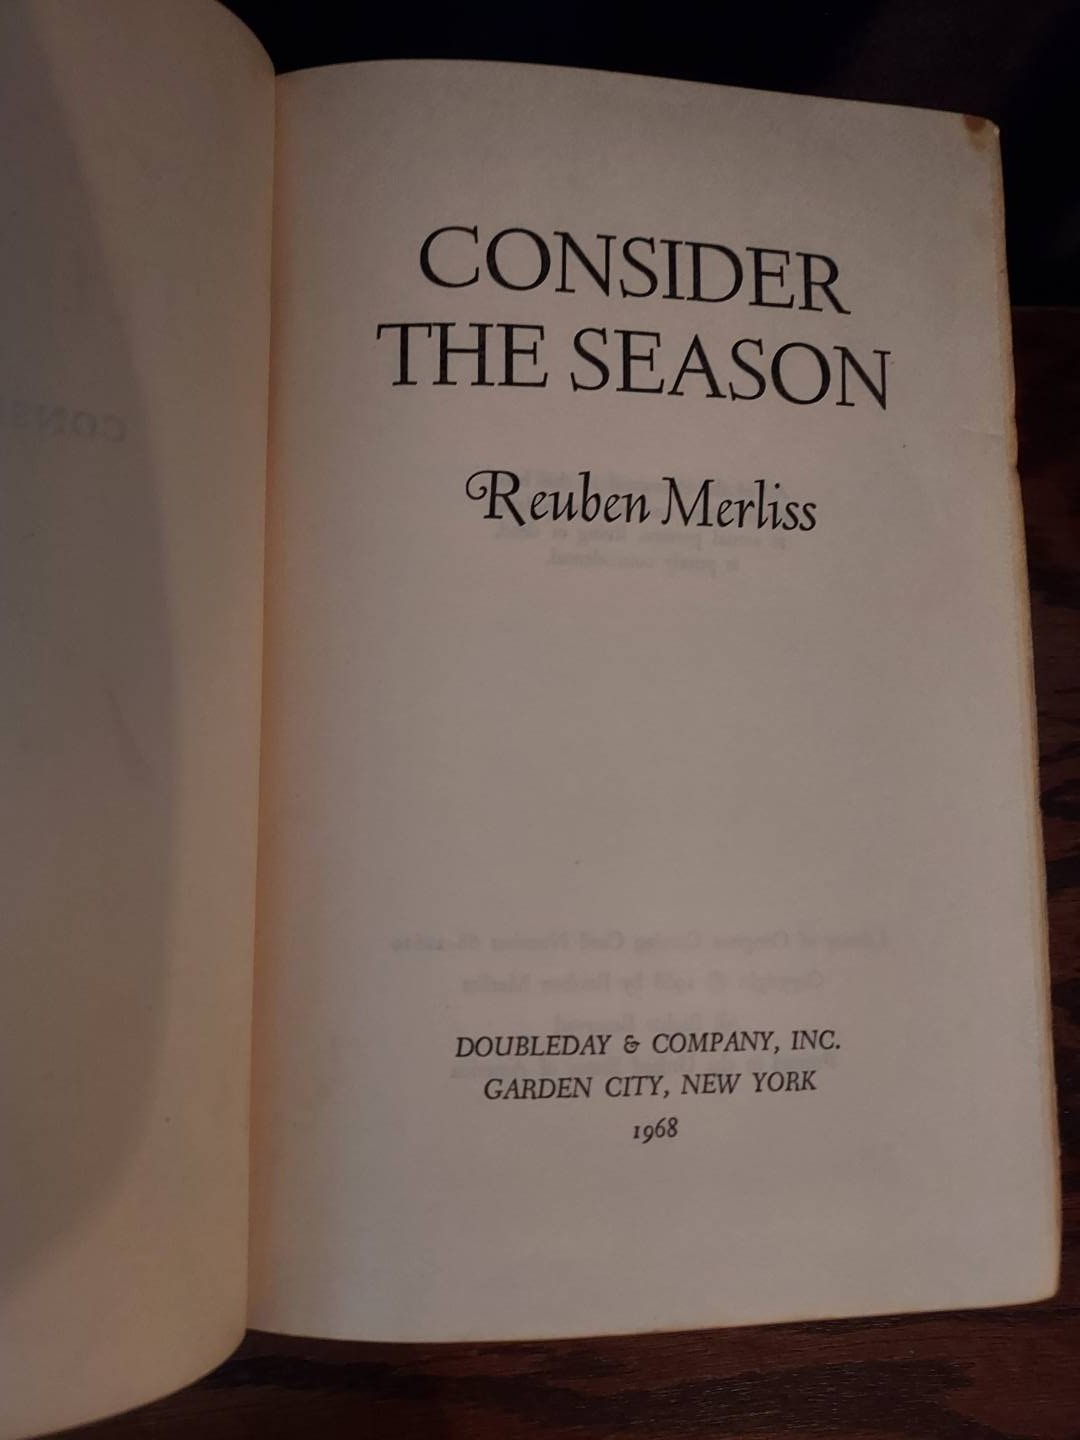 CONSIDER
THE SEASON
Reuben Merliss
DOUBLEDAY & COMPANY, INC.
GARDEN CITY, NEW YORK
1968